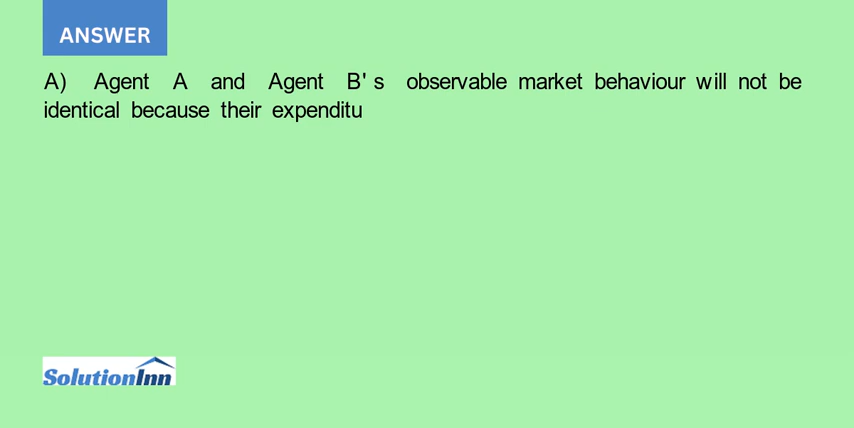 ANSWER
A) Agent A and Agent B's observable market behaviour will not be
identical because their expenditu
SolutionInn